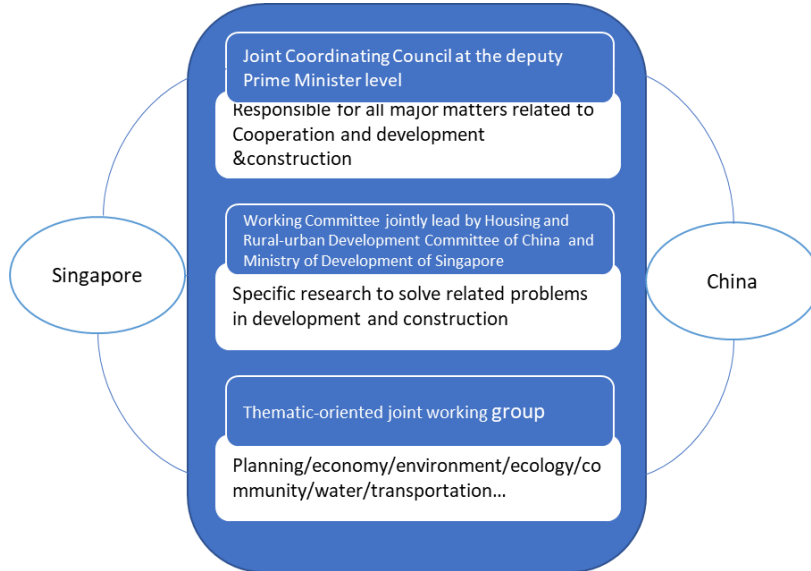 Joint Coordinating Council at the deputy
Prime Minister level
Responsible for all major matters related to
Cooperation and development
&construction
Working Committee jointly lead by Housing and
Rural-urban Development Committee of China and
Ministry of Development of Singapore
Singapore
China
Specific research to solve related problems
in development and construction
Thematic-oriented joint working group
Planning/economy/environment/ecology/co
mmunity/water/transportation...